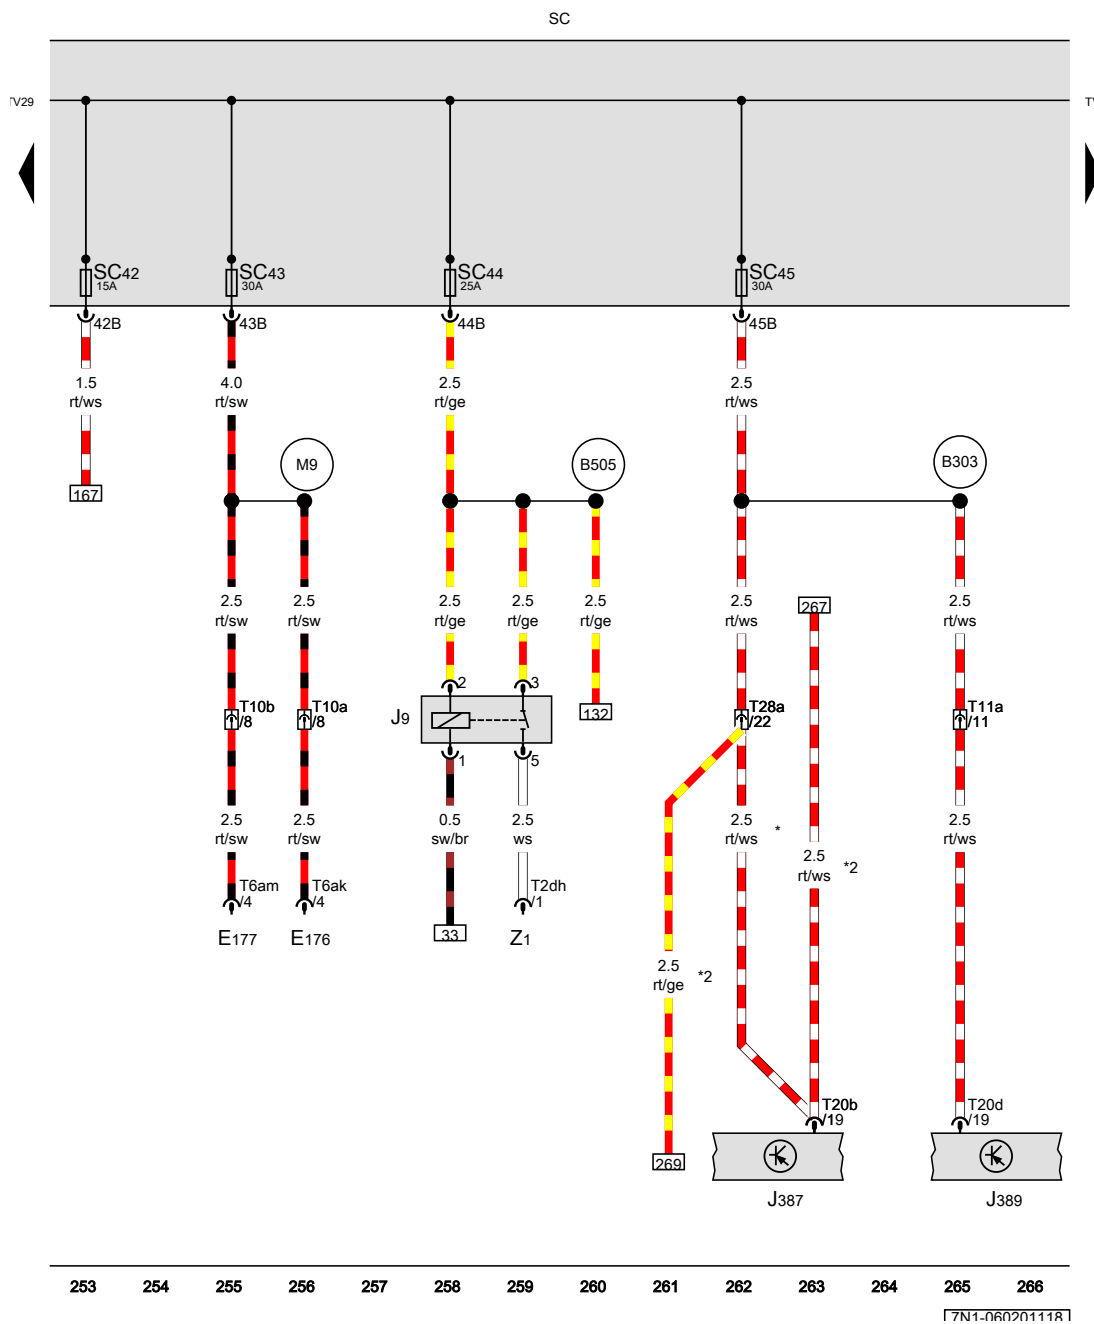 SC
TV29
SC42
15A
SC43
30A
SC44
25A
SC45
30A
42B
43B
44B
45B
1.5
rt/ws
4.0
rt/sw
2.5
rt/ge
2.5
rt/ws
M9
B505
B303
167
2.5
rt/sw
2.5
rt/sw
2.5
rt/ge
2.5
rt/ge
2.5
rt/ge
2.5
rt/ws
267
2.5
rt/ws
2
3
T10b
/8
T10a
/8
J9
132
T28a
/22
T11a
/11
1
5
2.5
rt/sw
2.5
rt/sw
0.5
sw/br
2.5
ws
2.5
rt/ws
*
2.5
rt/ws
*2
2.5
rt/ws
T6am
/4
T6ak
/4
T2dh
/1
E177
E176
33
Z1
2.5
rt/ge
*2
T20b
/19
T20d
/19
269
J387
J389
253 254 255 256 257 258 259 260 261 262 263 264 265 266
7N1-060201118